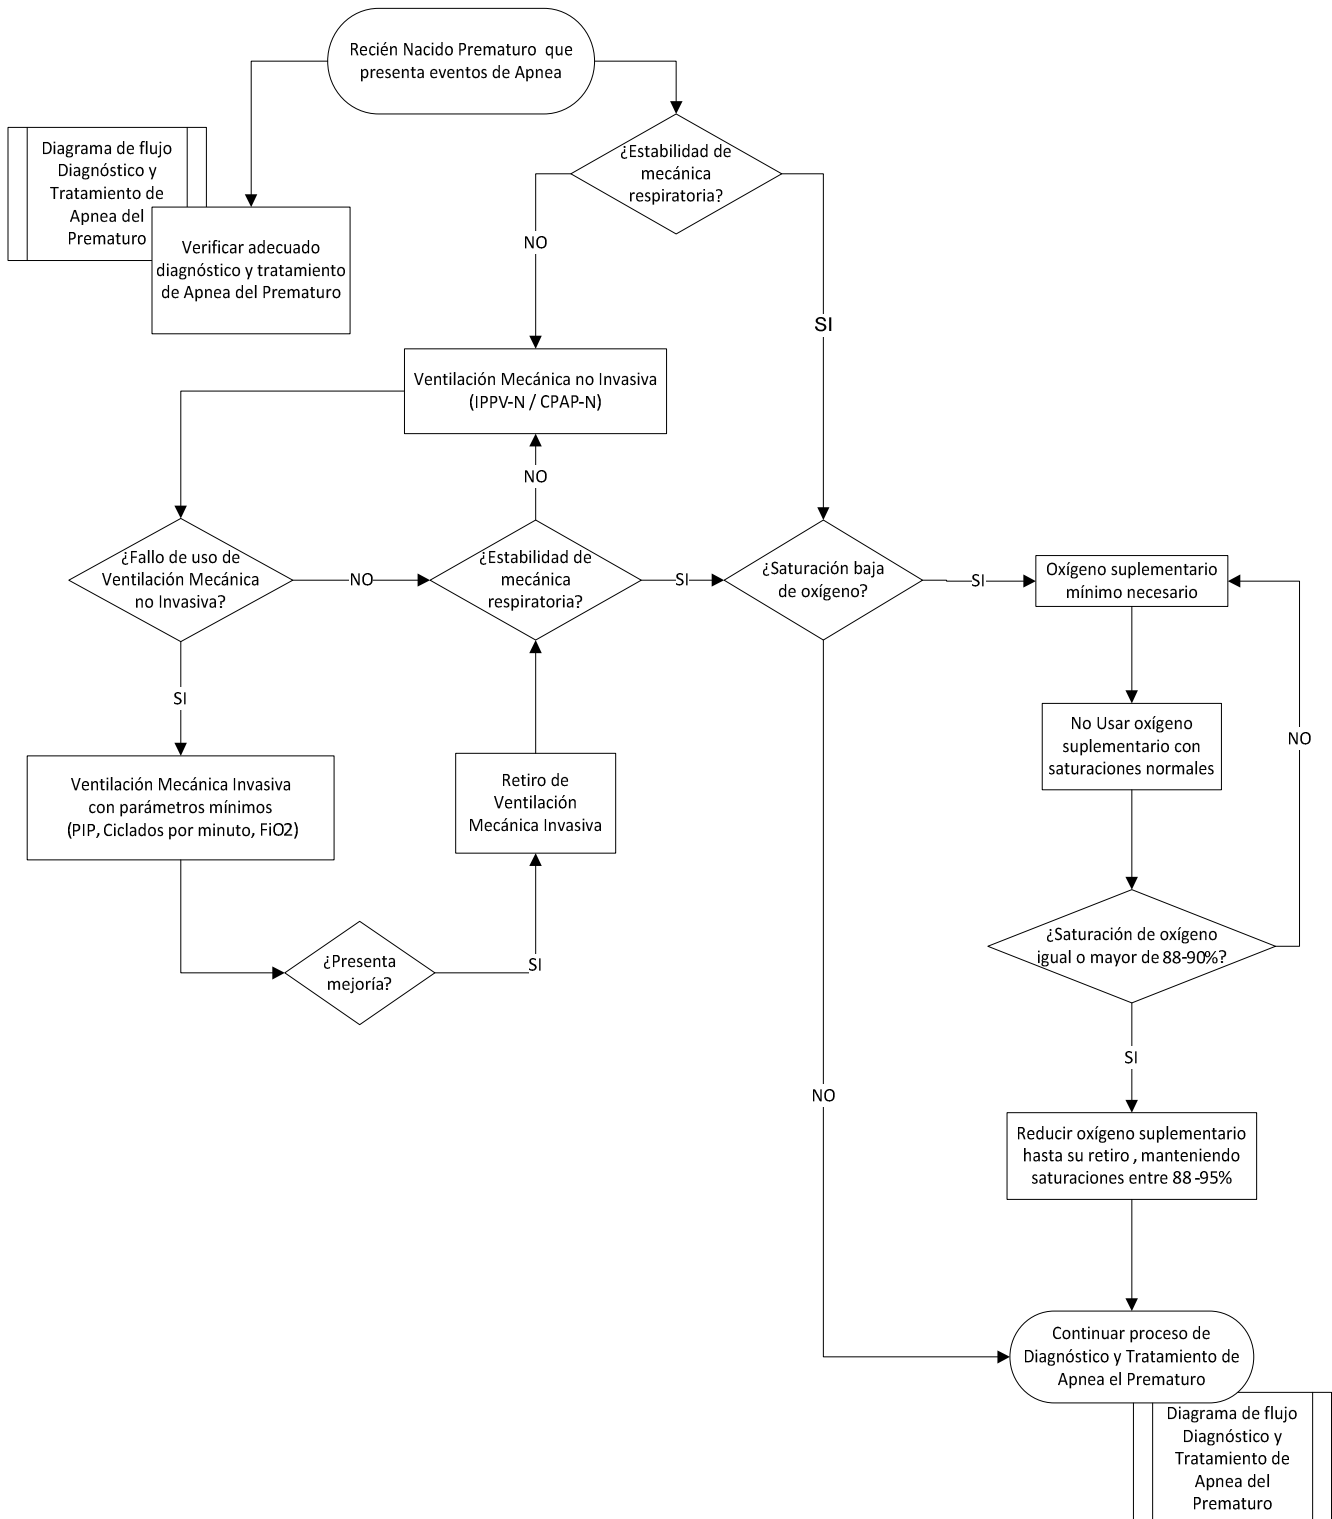 Recién Nacido Prematuro que
presenta eventos de Apnea
Diagrama de flujo
Diagnóstico y
Tratamiento de
Apnea del
Prematuro
Verificar adecuado
diagnóstico y tratamiento
de Apnea del Prematuro
¿Estabilidad de
mecánica
respiratoria?
NO
SI
Ventilación Mecánica no Invasiva
(IPPV-N / CPAP-N)
NO
¿Fallo de uso de
Ventilación Mecánica
no Invasiva?
NO
¿Estabilidad de
mecánica
respiratoria?
SI
¿Saturación baja
de oxígeno?
SI
Oxígeno suplementario
mínimo necesario
SI
No Usar oxígeno
suplementario con
saturaciones normales
NO
Ventilación Mecánica Invasiva
con parámetros mínimos
(PIP, Ciclados por minuto, FiO2)
Retiro de
Ventilación
Mecánica Invasiva
¿Presenta
mejoría?
SI
¿Saturación de oxígeno
igual o mayor de 88-90%?
SI
NO
Reducir oxígeno suplementario
hasta su retiro , manteniendo
saturaciones entre 88 -95%
Continuar proceso de
Diagnóstico y Tratamiento de
Apnea el Prematuro
Diagrama de flujo
Diagnóstico y
Tratamiento de
Apnea del
Prematuro